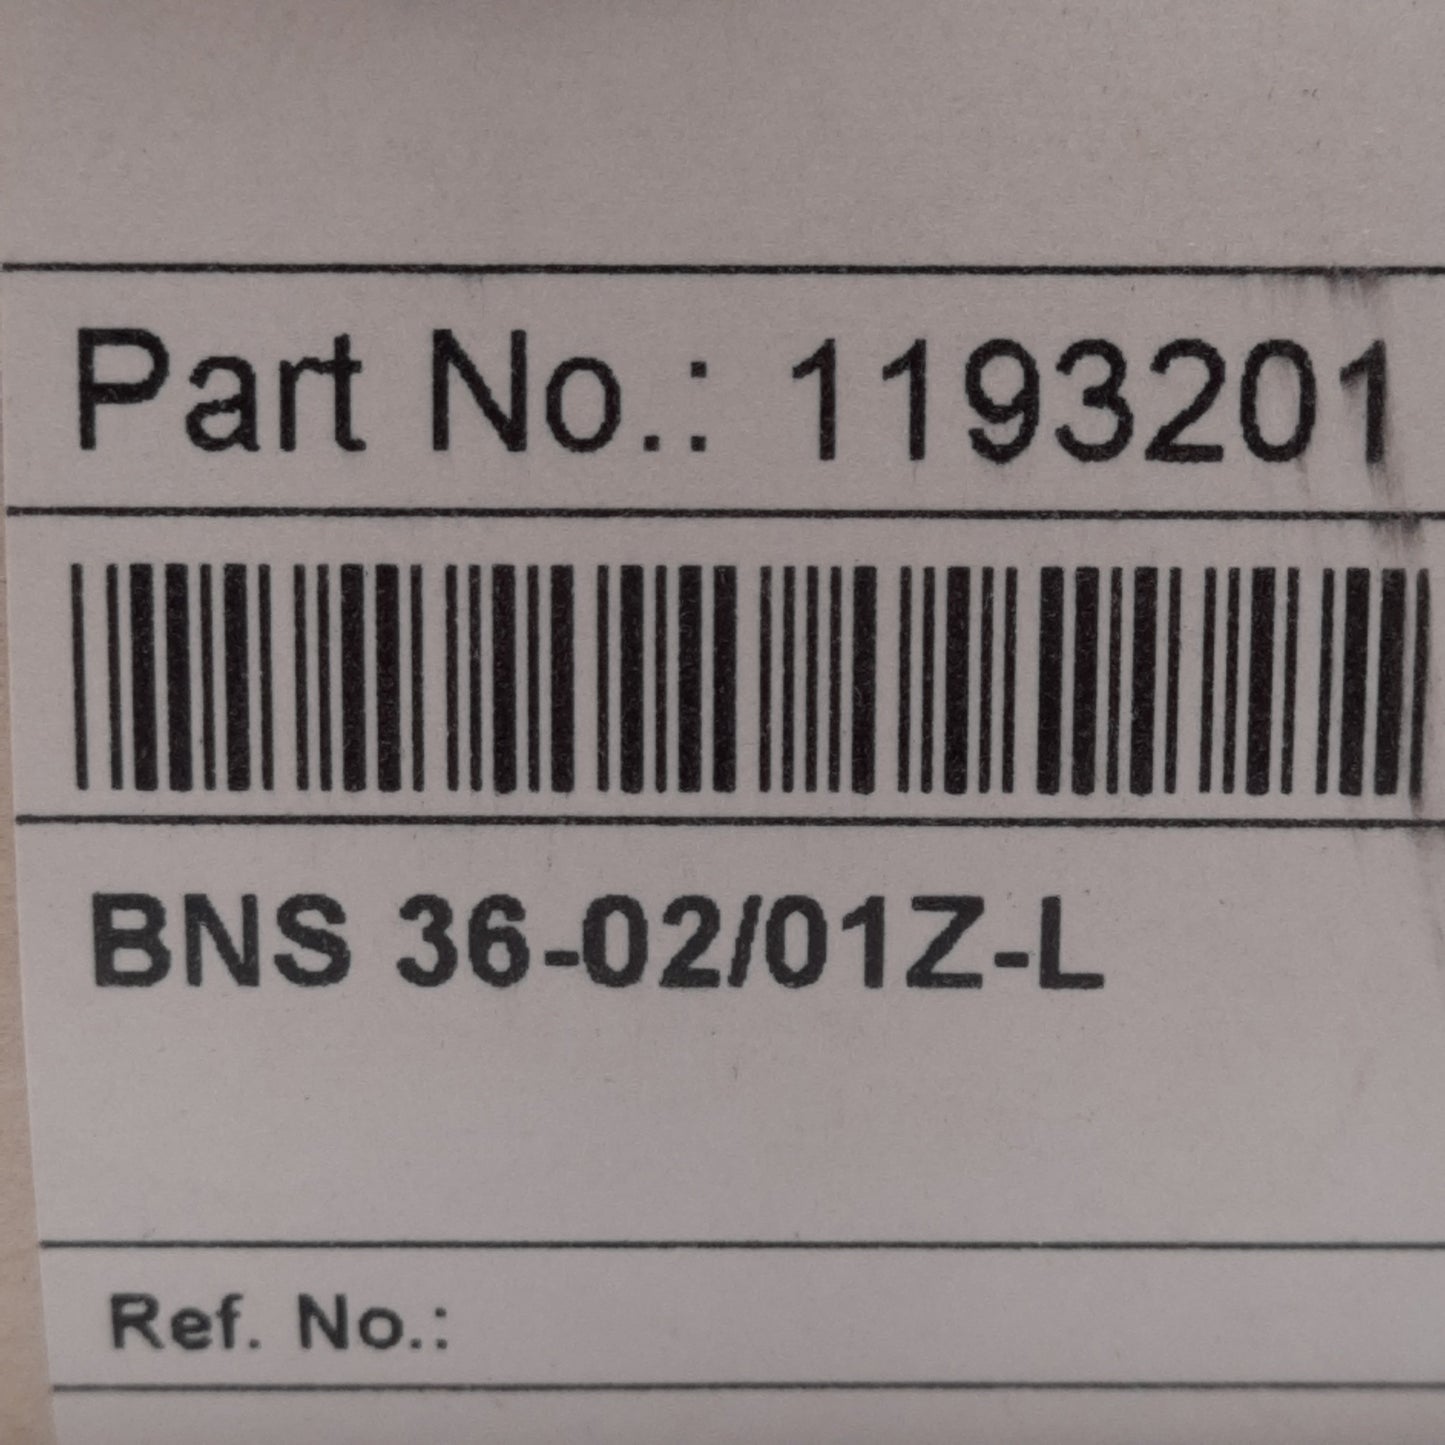 Part No.: 1193201
BNS 36-02/01Z-L
Ref. No.: